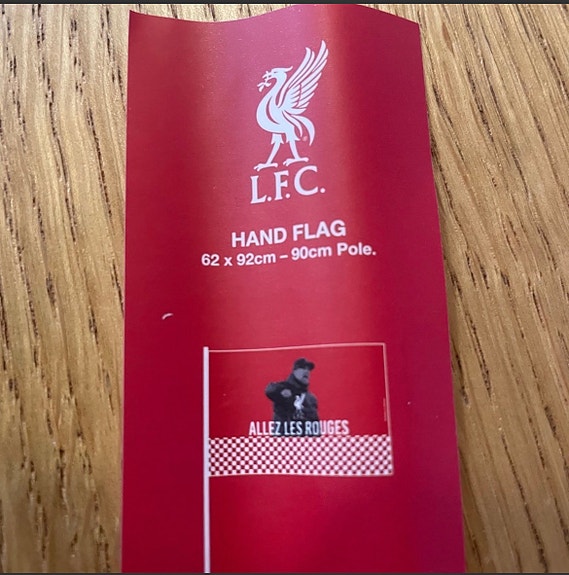 L.F.C.
HAND FLAG
62 x 92cm – 90cm Pole.
ALLEZ LES ROUGES